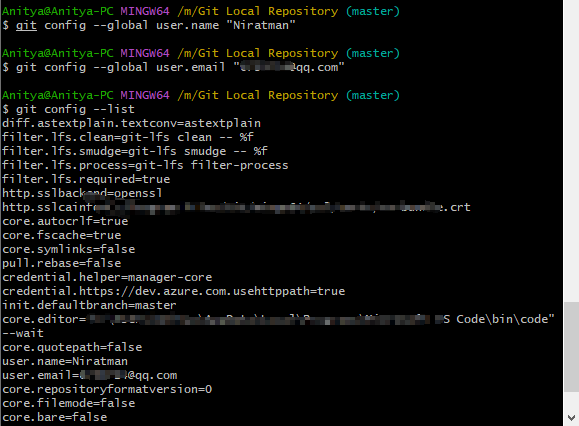 Anitya@Anitya-PC MINGW64 /m/Git Local Repository (master)
$ git config --global user.name "Niratman"
Anitya@Anitya-PC MINGW64 /m/Git Local Repository (master)
$ git config --global user.email "@qq.com"
Anitya@Anitya-PC MINGW64 /m/Git Local Repository (master)
$ git config --list
diff.astextplain.textconv=astextplain
filter.lfs.clean=git-lfs clean -- %f
filter.lfs.smudge=git-lfs smudge -- %f
filter.lfs.process=git-lfs filter-process
filter.lfs.required=true
http.sslbackend=openssl
http.sslcainfo= .crt
core.autocrlf=true
core.fscache=true
core.symlinks=false
pull.rebase=false
credential.helper=manager-core
credential.https://dev.azure.com.usehttppath=true
init.defaultbranch=master
core.editor= Code\bin\code"
--wait
core.quotepath=false
user.name=Niratman
user.email=@qq.com
core.repositoryformatversion=0
core.filemode=false
core.bare=false